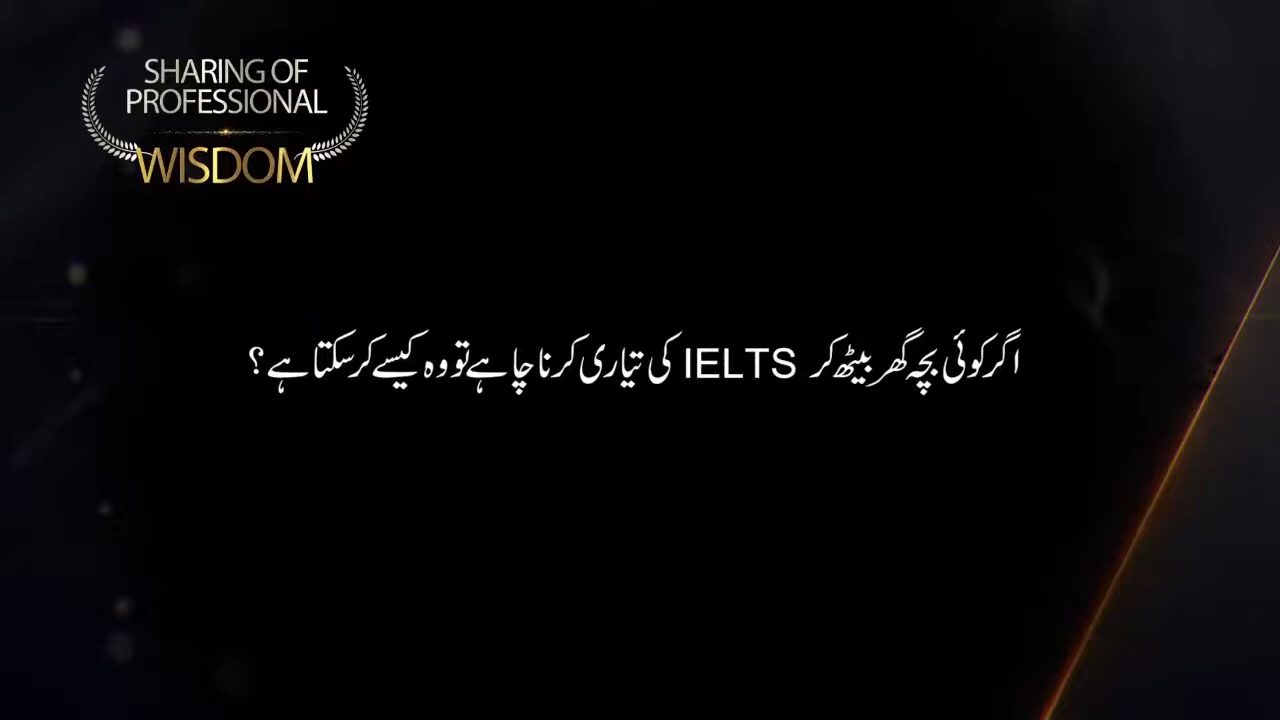 SHARING OF
PROFESSIONAL
WISDOM
اگر کوئی بچہ گھر بیٹھ کر IELTS کی تیاری کرنا چاہے تو وہ کیسے کر سکتا ہے ؟